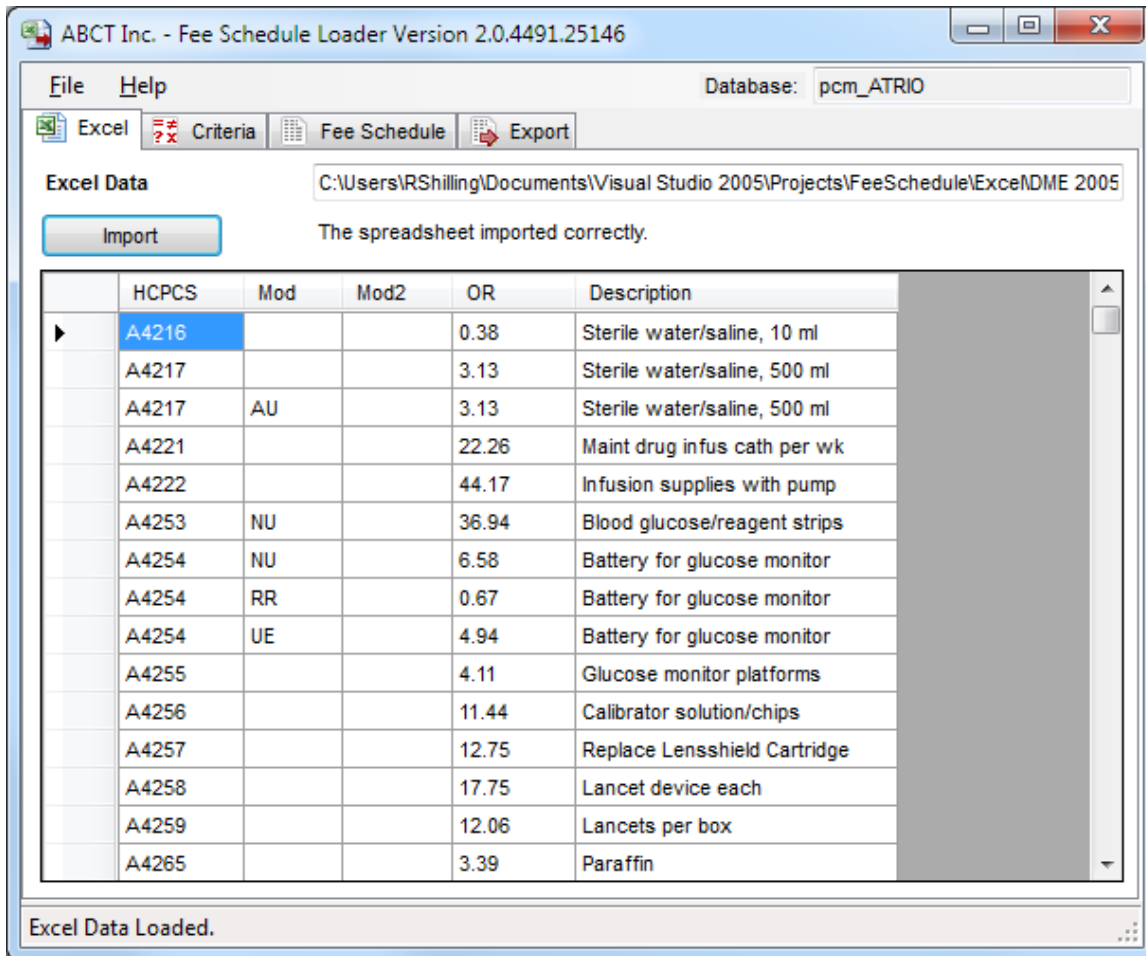 ABCT Inc. - Fee Schedule Loader Version 2.0.4491.25146
File Help Database: pcm_ATRIO
Excel Criteria Fee Schedule Export
Excel Data C:\Users\RShilling\Documents\Visual Studio 2005\Projects\FeeSchedule\Excel\DME 2005
Import The spreadsheet imported correctly.
HCPCS Mod Mod2 OR Description
A4216 0.38 Sterile water/saline, 10 ml
A4217 3.13 Sterile water/saline, 500 ml
A4217 AU 3.13 Sterile water/saline, 500 ml
A4221 22.26 Maint drug infus cath per wk
A4222 44.17 Infusion supplies with pump
A4253 NU 36.94 Blood glucose/reagent strips
A4254 NU 6.58 Battery for glucose monitor
A4254 RR 0.67 Battery for glucose monitor
A4254 UE 4.94 Battery for glucose monitor
A4255 4.11 Glucose monitor platforms
A4256 11.44 Calibrator solution/chips
A4257 12.75 Replace Lensshield Cartridge
A4258 17.75 Lancet device each
A4259 12.06 Lancets per box
A4265 3.39 Paraffin
Excel Data Loaded.